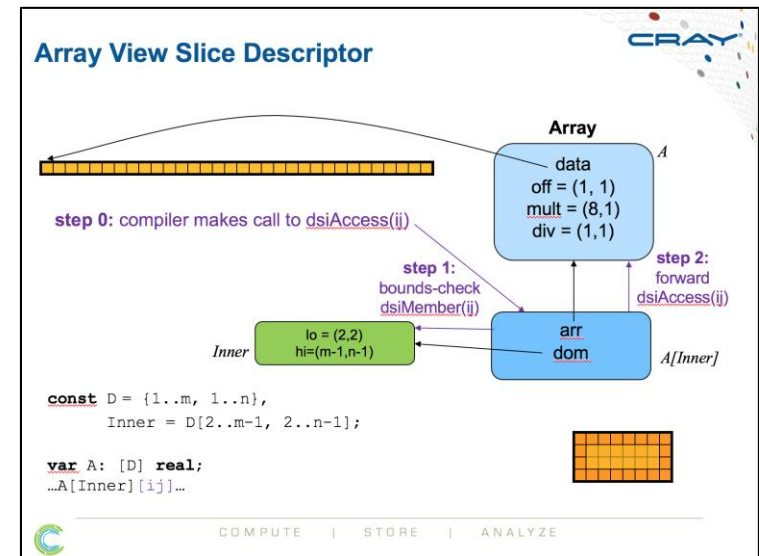 Array View Slice Descriptor
CRAY
Array
A
data
off = (1, 1)
mult = (8,1)
div = (1,1)
step 0: compiler makes call to dsiAccess(ij)
step 1:
bounds-check
dsiMember(ij)
step 2:
forward
dsiAccess(ij)
Inner
lo = (2,2)
hi=(m-1,n-1)
arr
dom
A[Inner]
const D = {1..m, 1..n},
Inner = D[2..m-1, 2..n-1];
var A: [D] real;
…A[Inner][ij]…
COMPUTE | STORE | ANALYZE